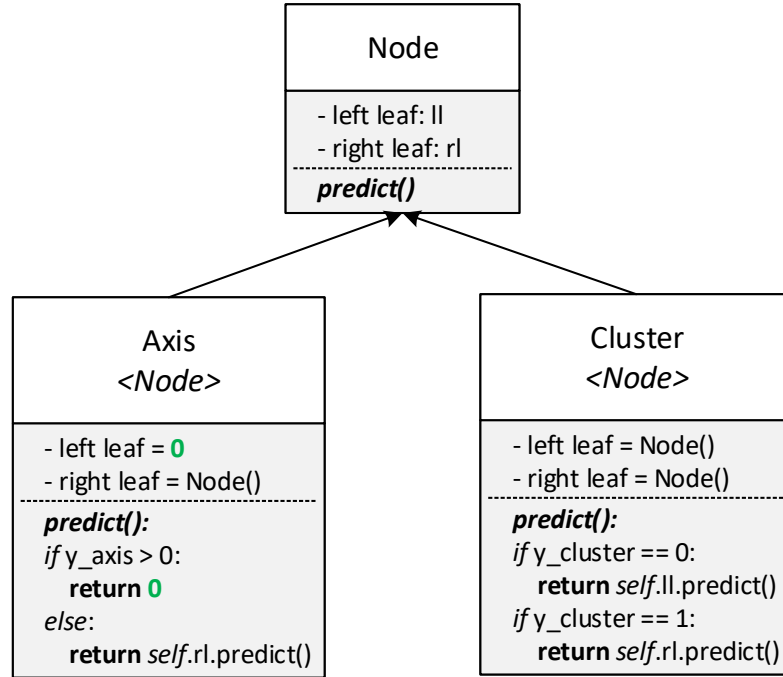 Node
- left leaf: ll
- right leaf: rl
predict()
Axis
<Node>
- left leaf = 0
- right leaf = Node()
predict():
if y_axis > 0:
return 0
else:
return self.rl.predict()
Cluster
<Node>
- left leaf = Node()
- right leaf = Node()
predict():
if y_cluster == 0:
return self.ll.predict()
if y_cluster == 1:
return self.rl.predict()